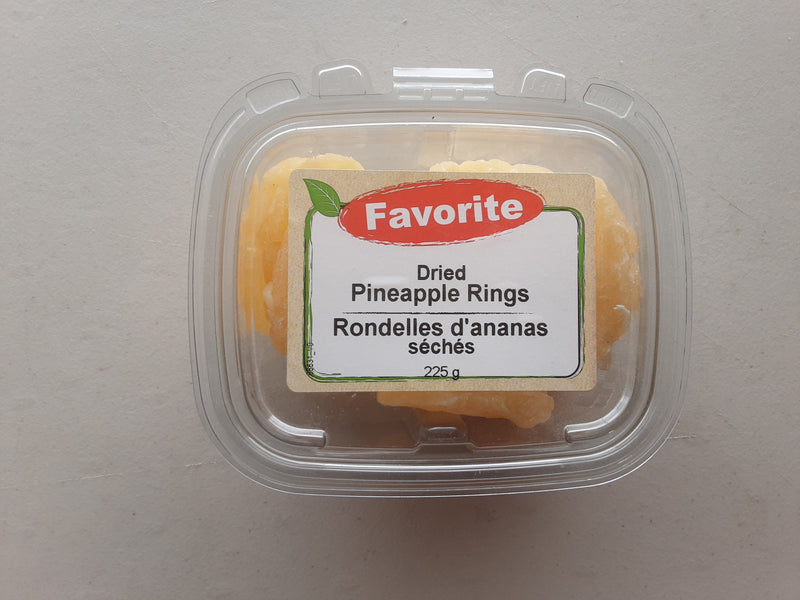 Favorite
Dried
Pineapple Rings
Rondelles d'ananas
séchés
225 g